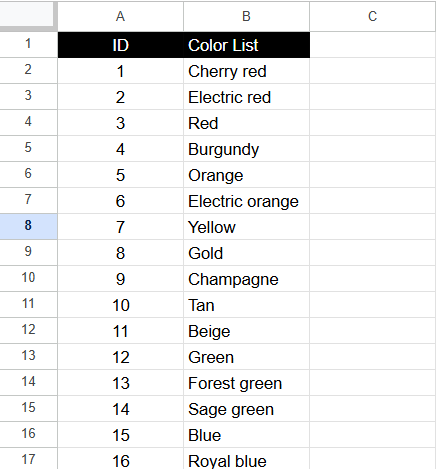 A B C
1 ID Color List
2 1 Cherry red
3 2 Electric red
4 3 Red
5 4 Burgundy
6 5 Orange
7 6 Electric orange
8 7 Yellow
9 8 Gold
10 9 Champagne
11 10 Tan
12 11 Beige
13 12 Green
14 13 Forest green
15 14 Sage green
16 15 Blue
17 16 Royal blue